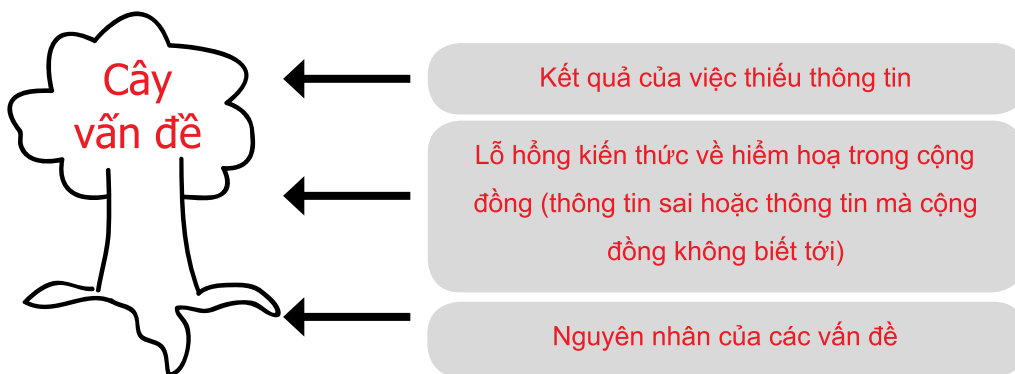 Cây
vấn đề
Kết quả của việc thiếu thông tin
Lỗ hổng kiến thức về hiểm hoạ trong cộng
đồng (thông tin sai hoặc thông tin mà cộng
đồng không biết tới)
Nguyên nhân của các vấn đề